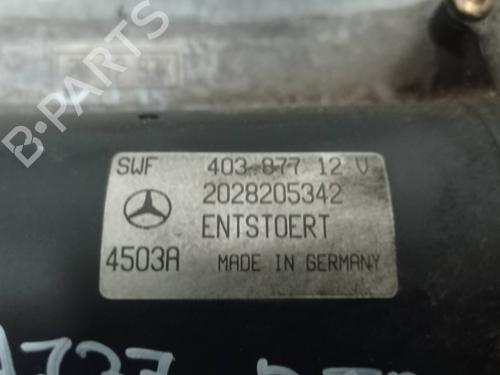 B-PARTS
SWF 403 877 12 V
2028205342
ENTSTOERT
4503A MADE IN GERMANY